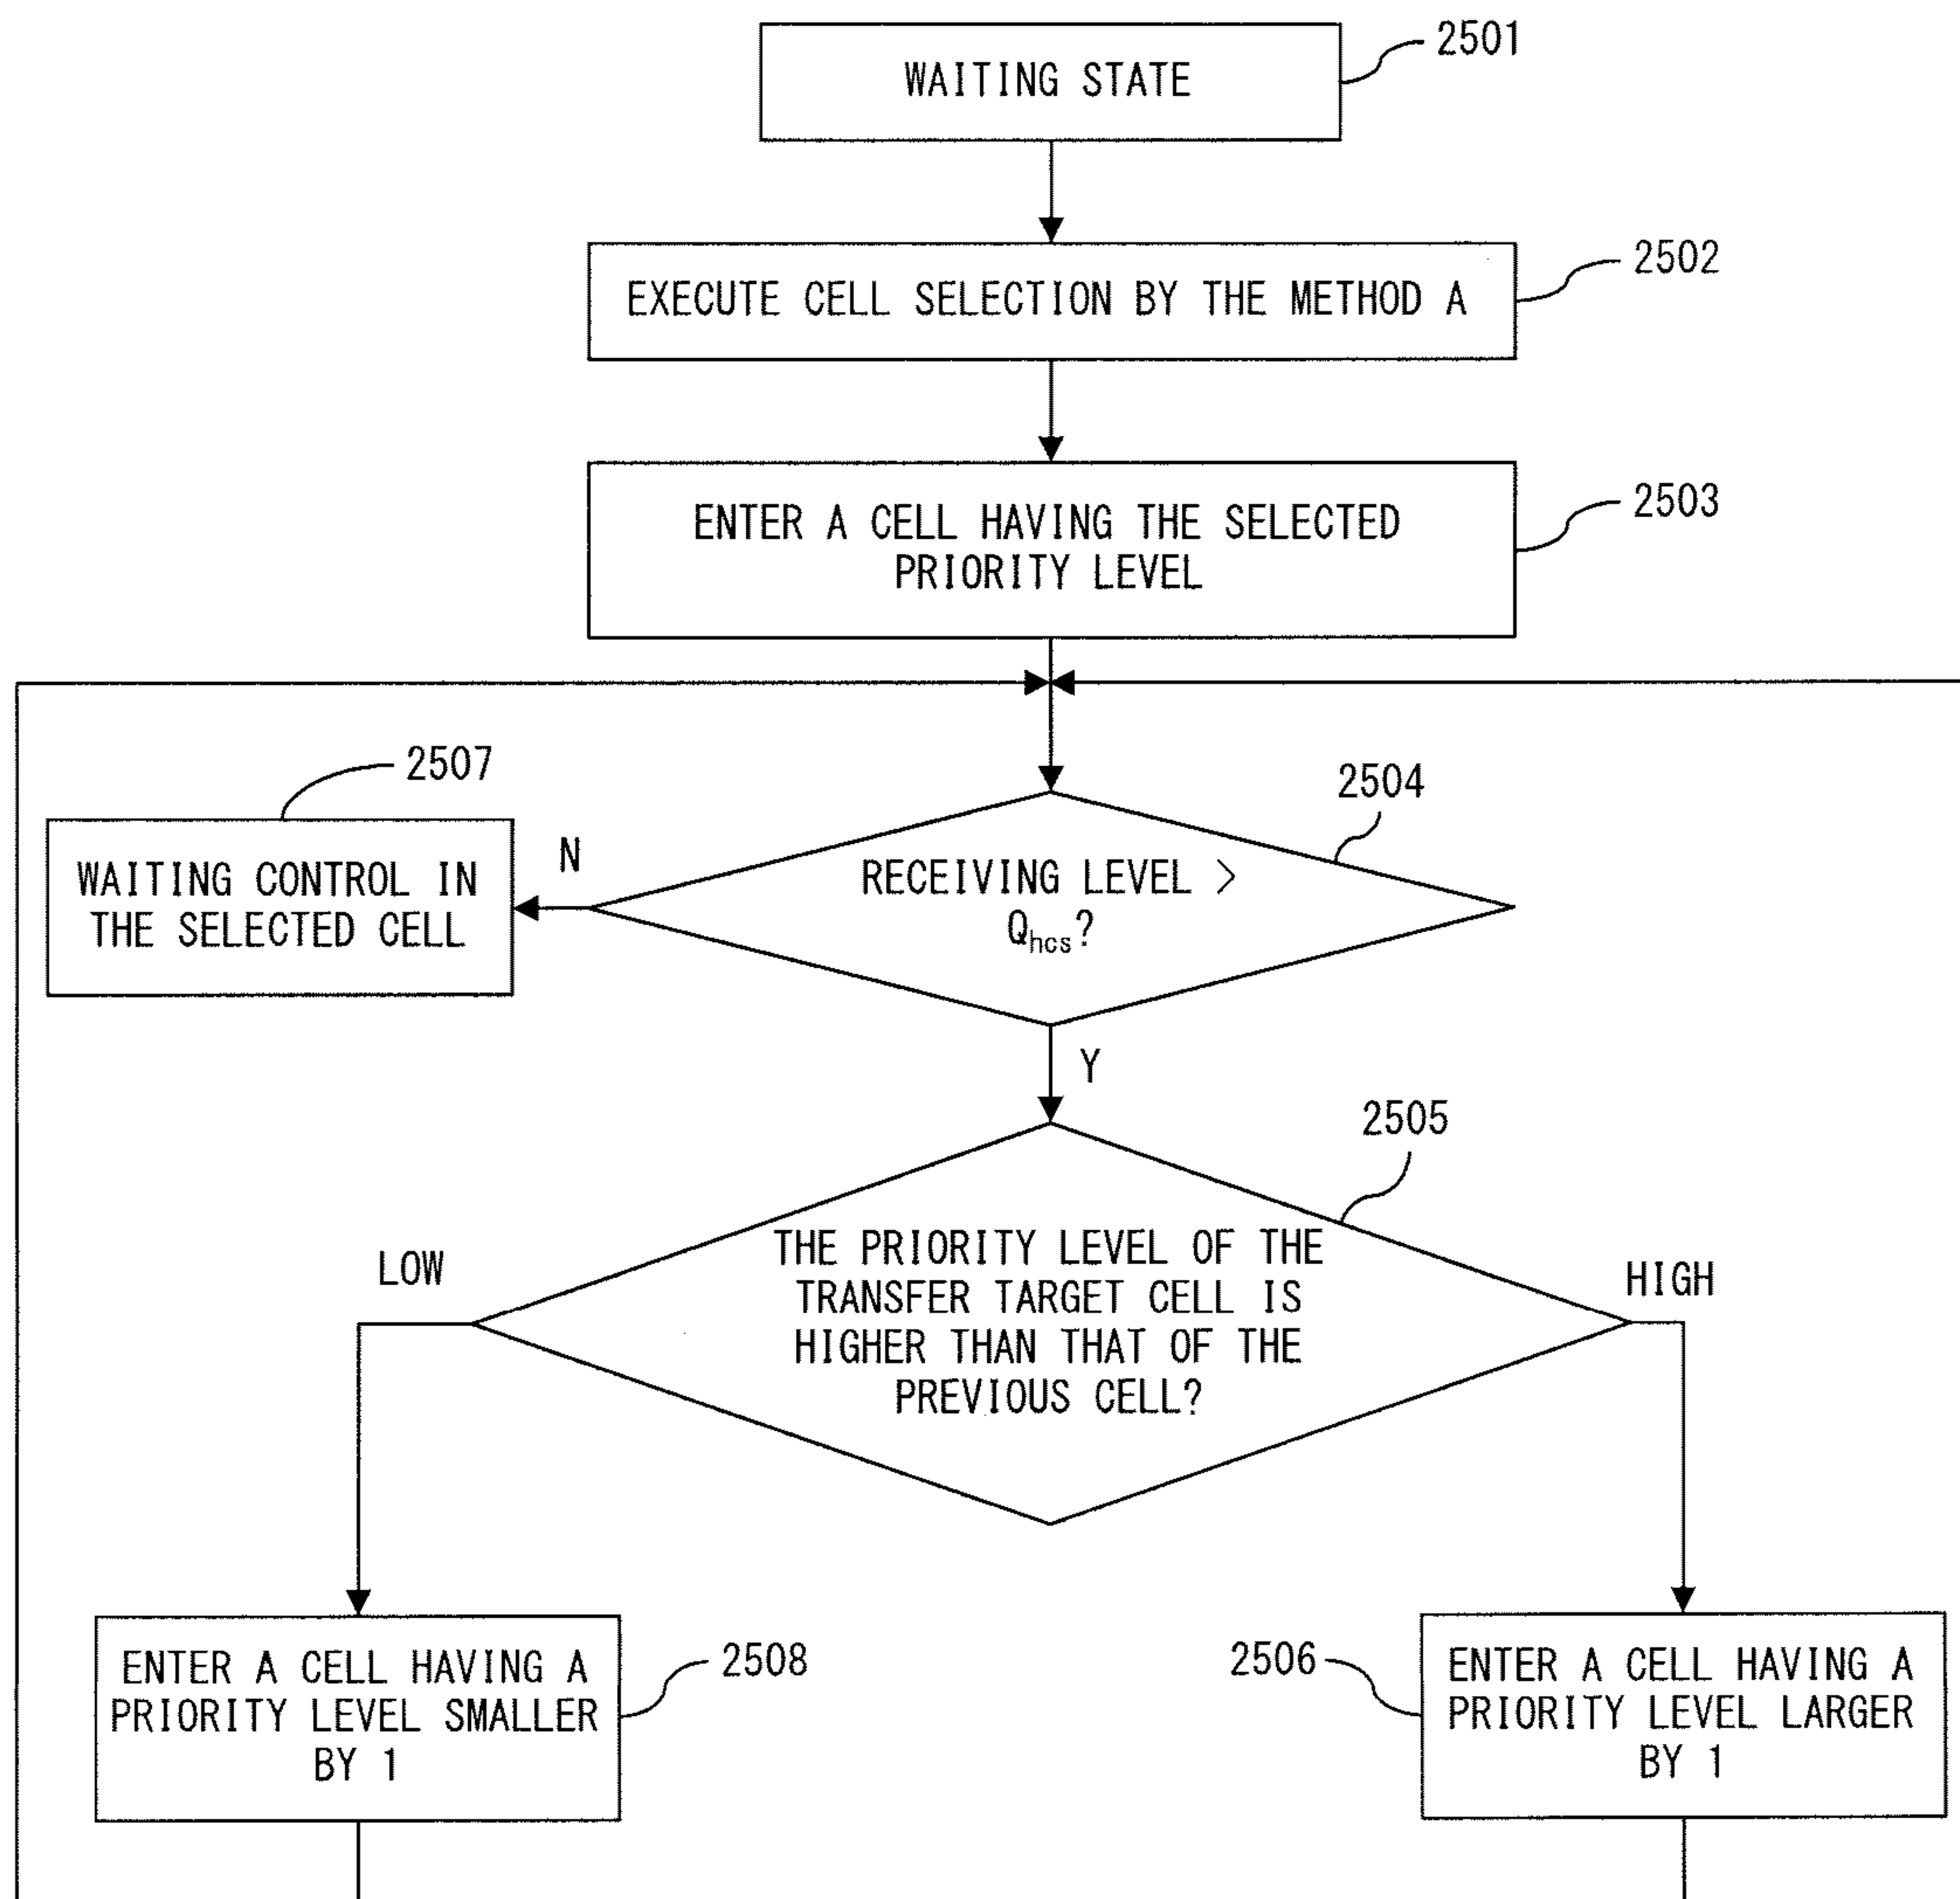 WAITING STATE
2501
EXECUTE CELL SELECTION BY THE METHOD A
2502
ENTER A CELL HAVING THE SELECTED
PRIORITY LEVEL
2503
2507
WAITING CONTROL IN
THE SELECTED CELL
N
2504
RECEIVING LEVEL >
Qhcs?
Y
2505
THE PRIORITY LEVEL OF THE
TRANSFER TARGET CELL IS
HIGHER THAN THAT OF THE
PREVIOUS CELL?
LOW
HIGH
ENTER A CELL HAVING A
PRIORITY LEVEL SMALLER
BY 1
2508
2506
ENTER A CELL HAVING A
PRIORITY LEVEL LARGER
BY 1